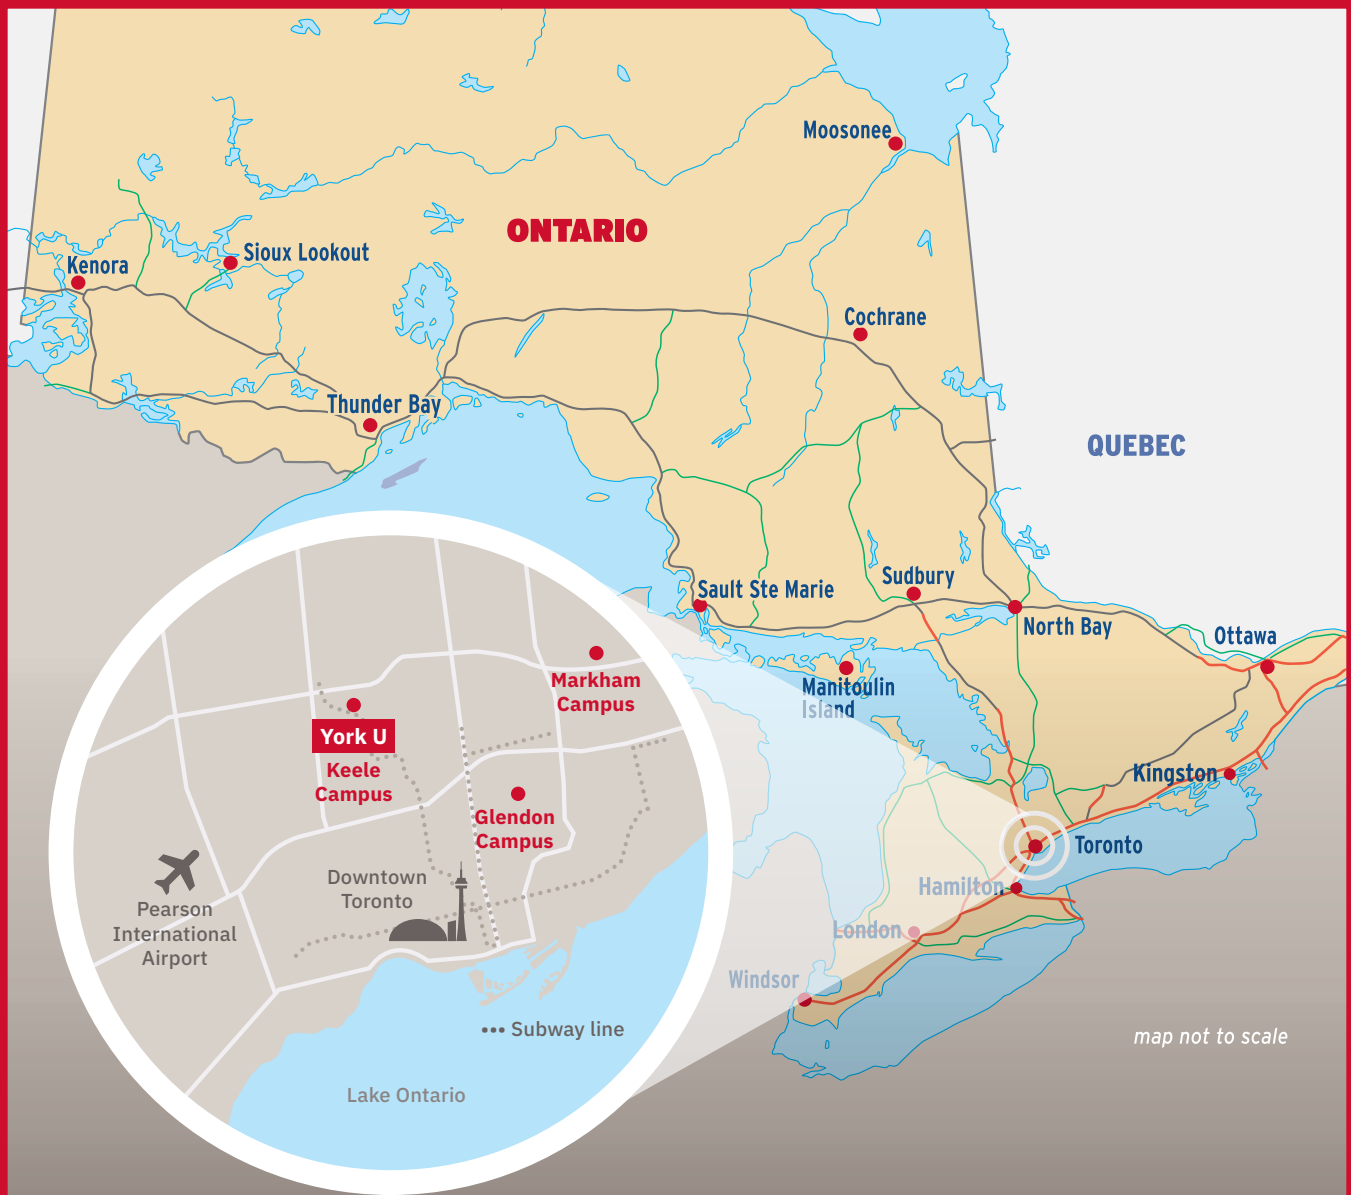 Moosonee
ONTARIO
Sioux Lookout
Kenora
Cochrane
Thunder Bay
QUEBEC
Sault Ste Marie
Sudbury
North Bay
Ottawa
Manitoulin
Island
Kingston
Toronto
Hamilton
London
Windsor
map not to scale
Markham
Campus
York U
Keele
Campus
Glendon
Campus
Downtown
Toronto
Pearson
International
Airport
Subway line
Lake Ontario